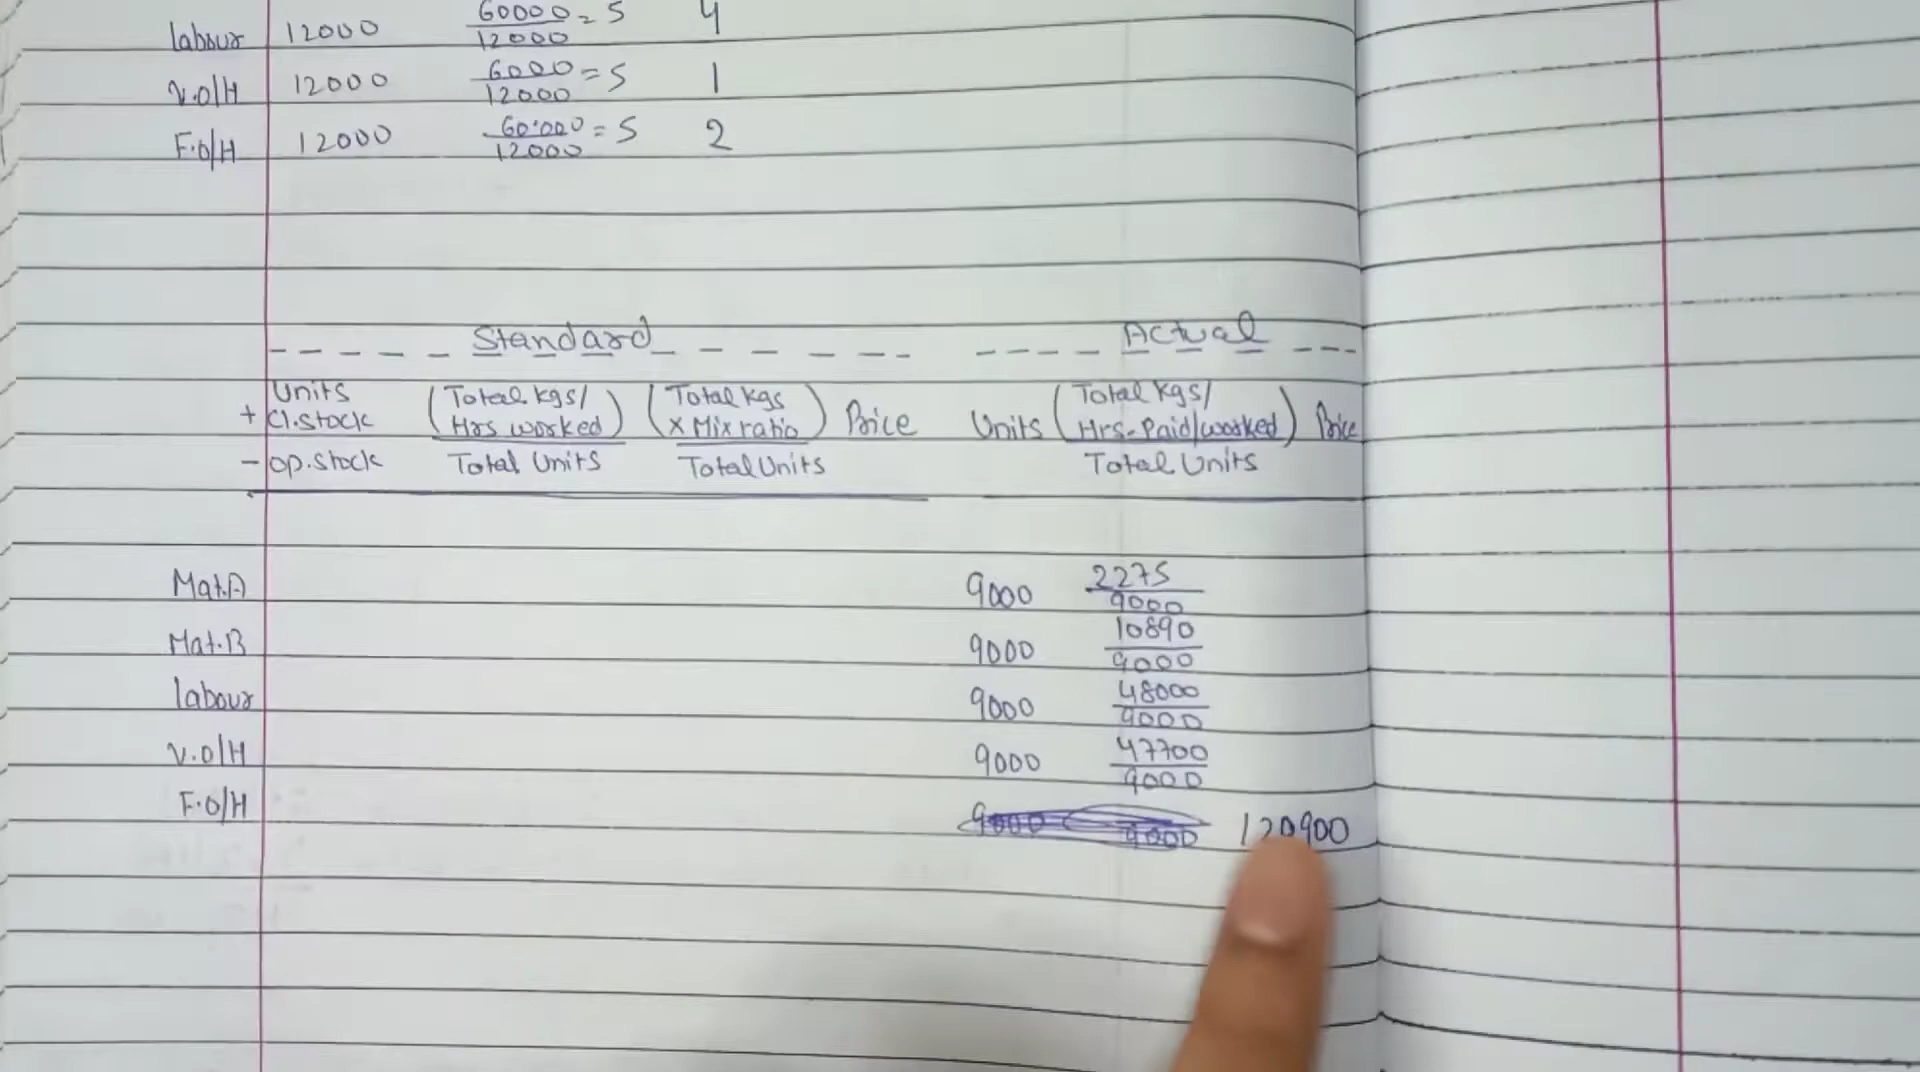 labour 12000 60000/12000 = 5 4
V.O/H 12000 6000/12000 = 5 1
F.O/H 12000 60,000/12000 = 5 2
Standard Actual
Units + Cl.stock - op.stock (Total kgs/ Hrs worked)/Total Units (Total kgs x Mix ratio)/Total Units Price Units (Total kgs/ Hrs-Paid/worked)/Total Units Price
Mat.A 9000 2275/9000
Mat.B 9000 10890/9000
labour 9000 48000/9000
V.O/H 9000 47700/9000
F.O/H 120900